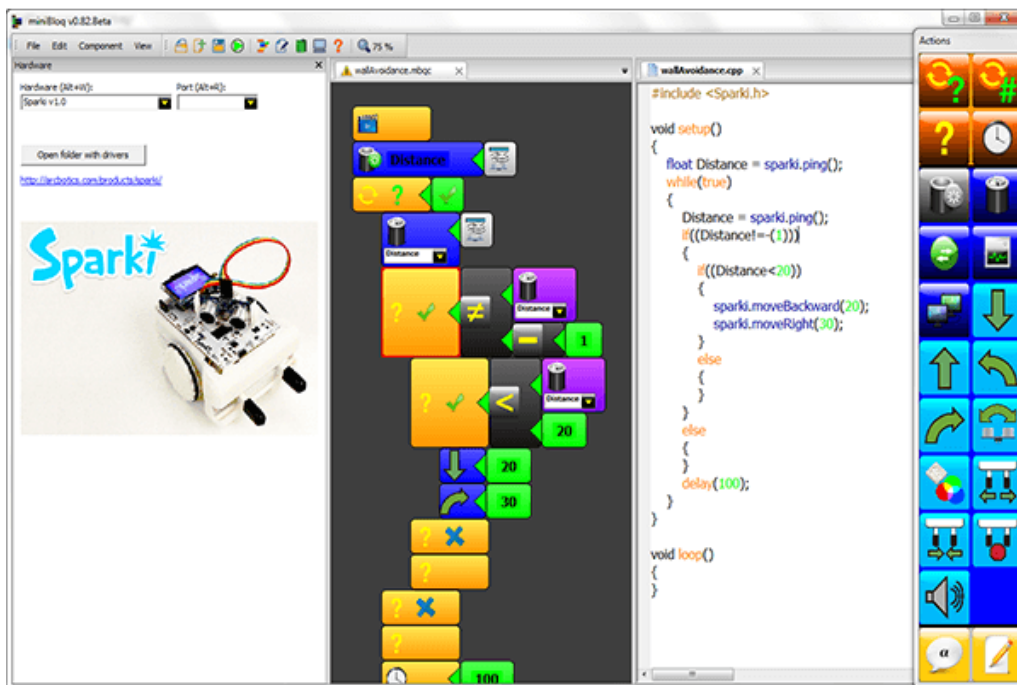 miniBloq v0.82.Beta
File Edit Component View
75 %
Hardware
Hardware (Alt+W):
Port (Alt+R):
Sparki v1.0
Open folder with drivers
http://arcbotics.com/products/sparki/
Sparki
wallAvoidance.mbqc
Distance
Distance
Distance
1
Distance
20
20
30
100
wallAvoidance.cpp
#include <Sparki.h>
void setup()
{
float Distance = sparki.ping();
while(true)
{
Distance = sparki.ping();
if((Distance!=-(1)))
{
if((Distance<20))
{
sparki.moveBackward(20);
sparki.moveRight(30);
}
else
{
}
}
else
{
}
delay(100);
}
}
void loop()
{
}
Actions
? #
?
α